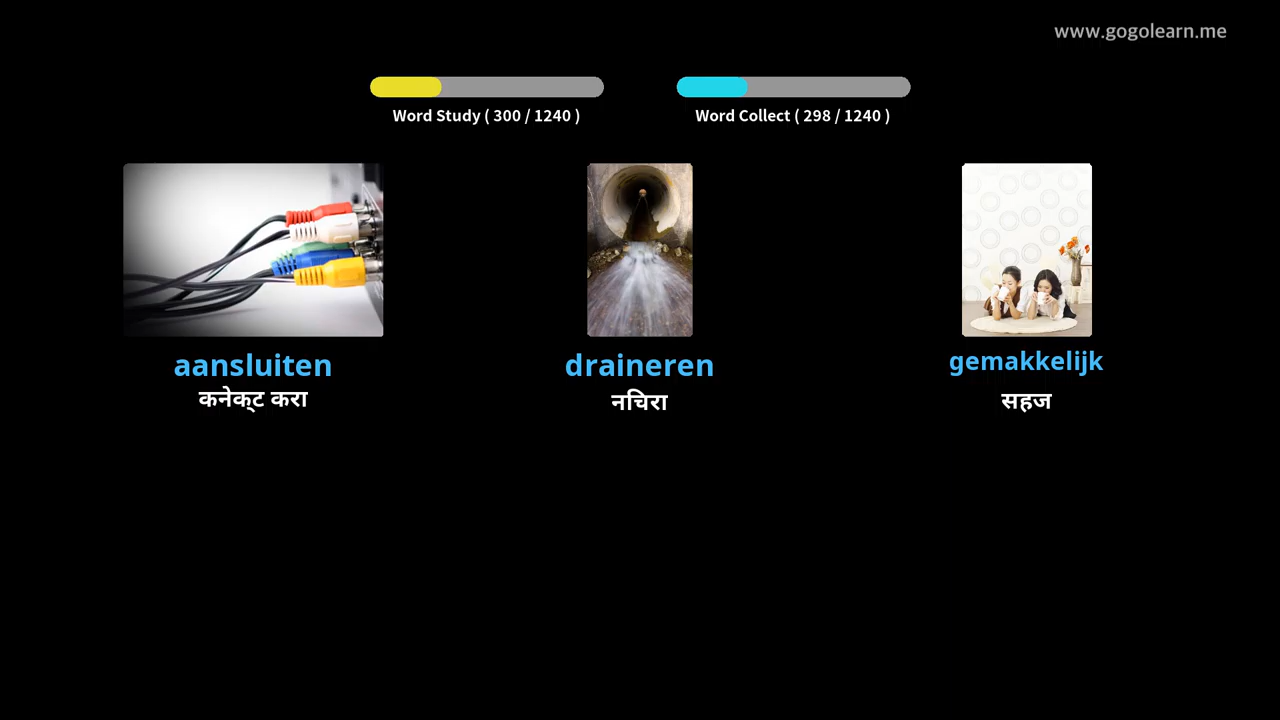 www.gogolearn.me
Word Study ( 300 / 1240 )
Word Collect ( 298 / 1240 )
aansluiten
कनेक्ट करा
draineren
नचिरा
gemakkelijk
सहज